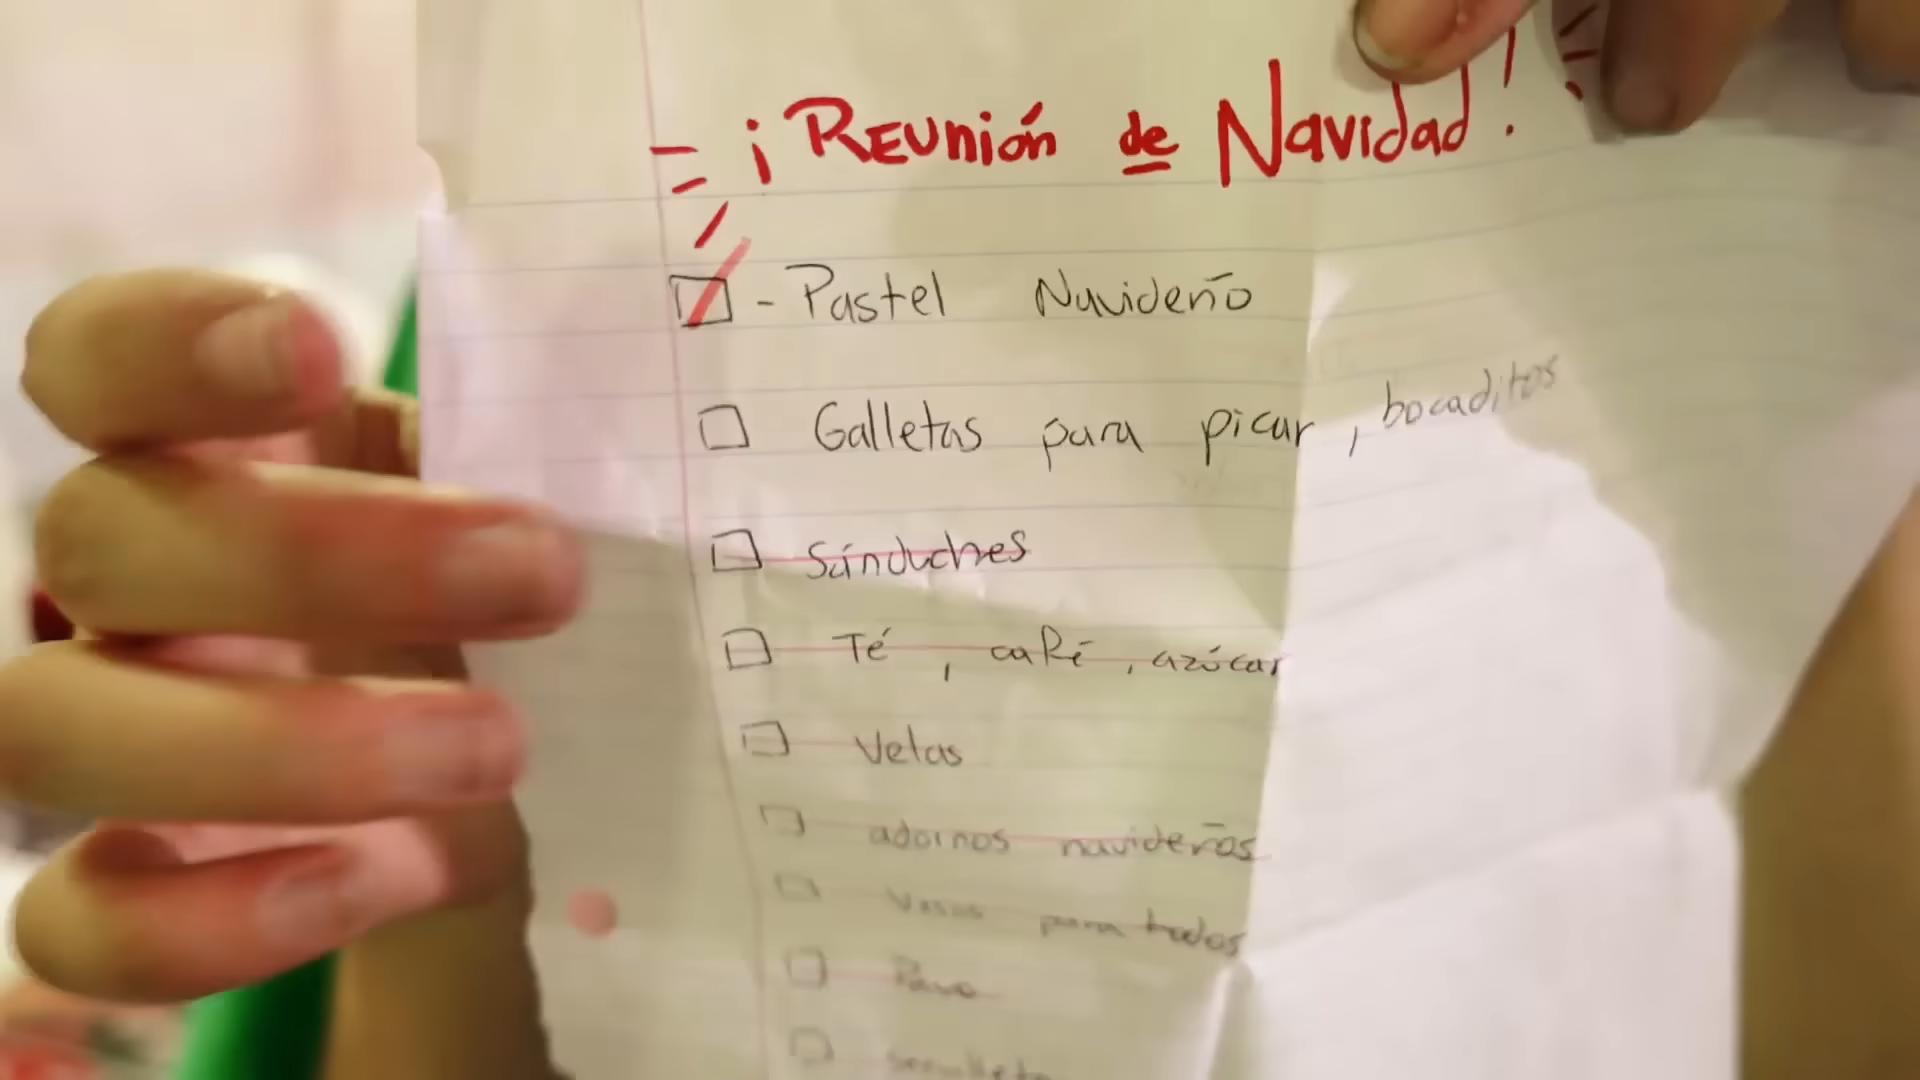 ¡REUnión de Navidad!
- Pastel Navideño
Galletas para picar, bocaditos
Sánduches
Té, café, azúcar
Velas
adornos navideños
Vasos para todos
Pavo